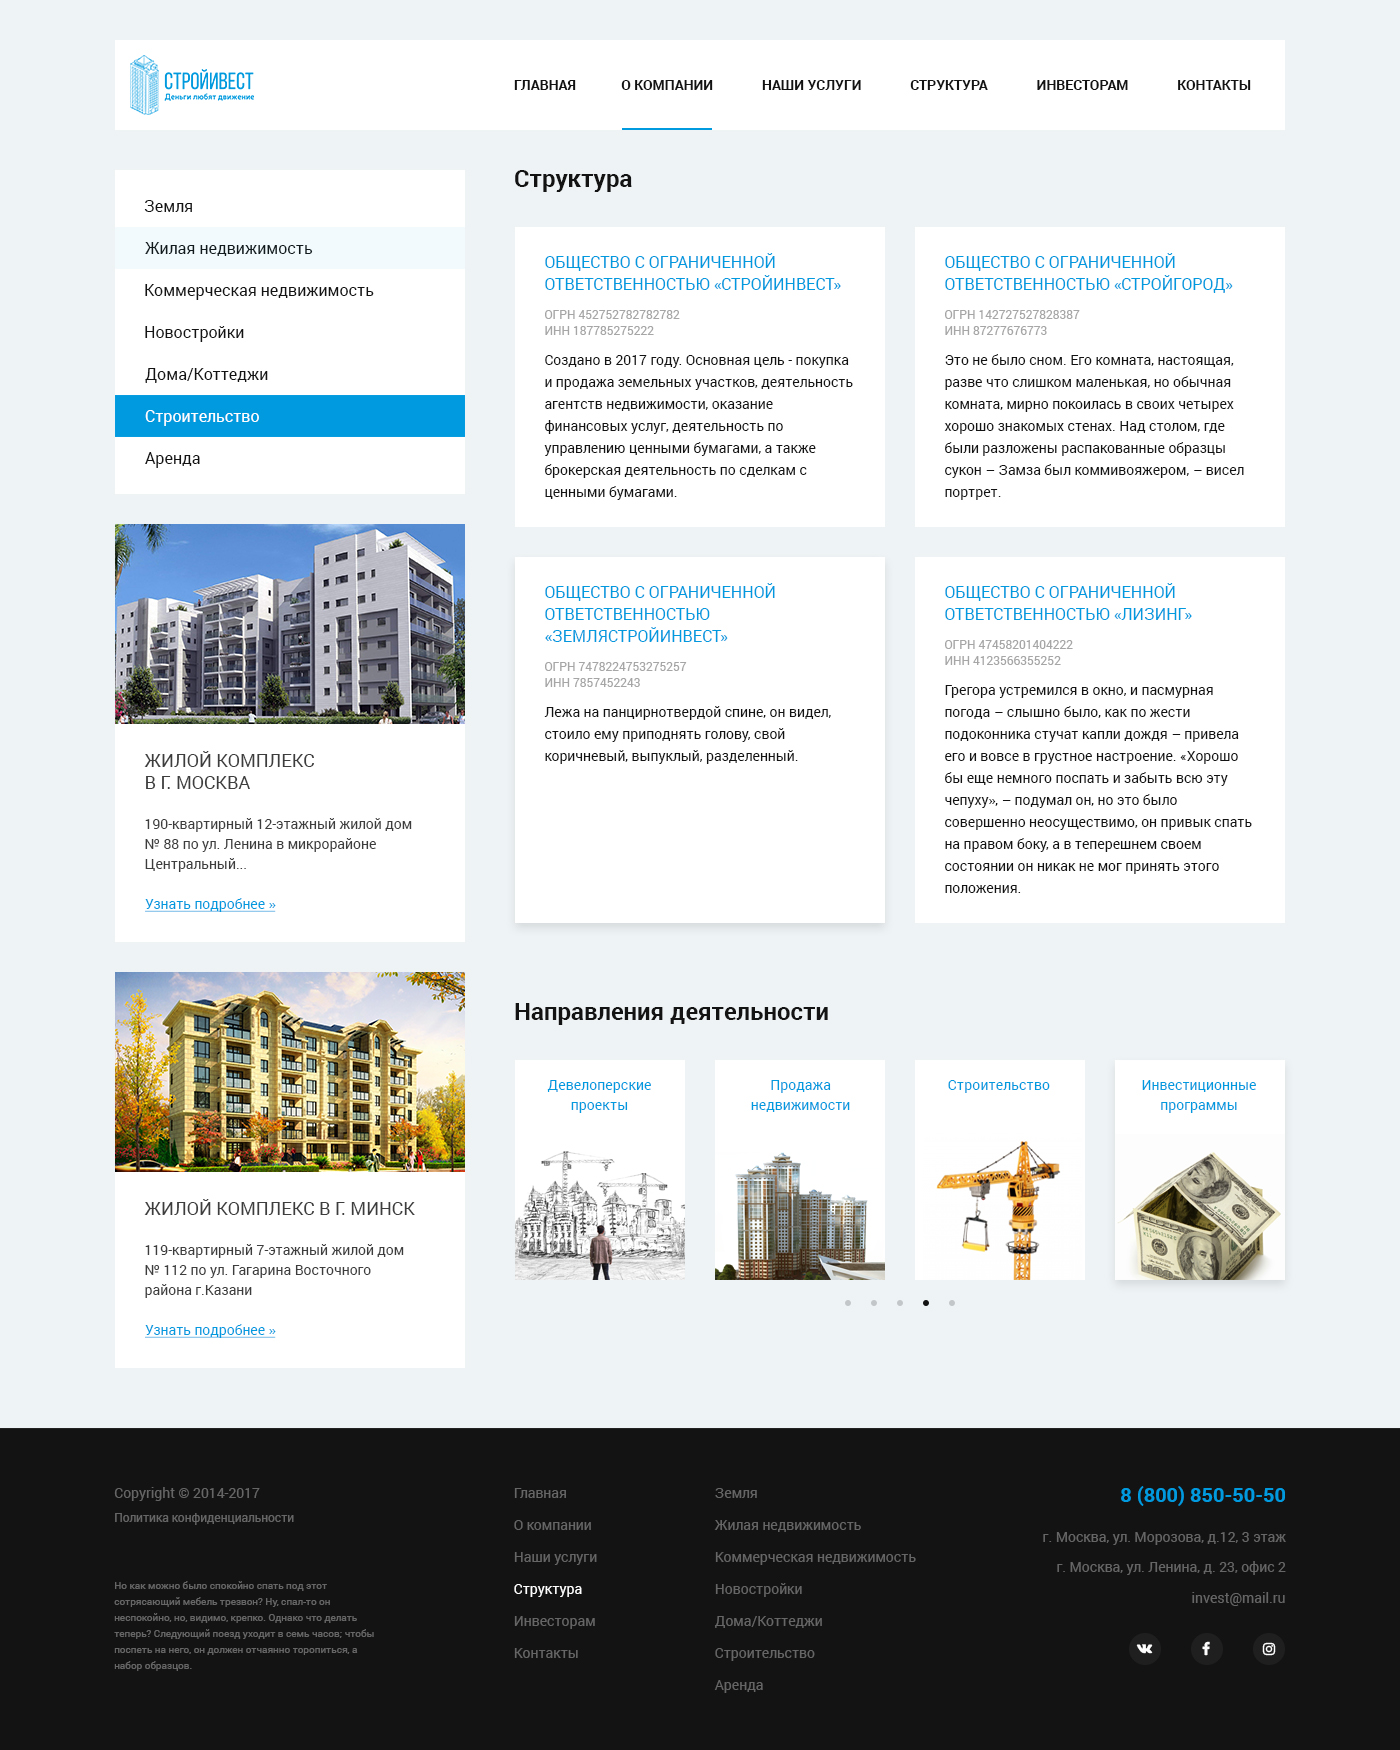 СТРОЙИВЕСТ
Деньги любят движение
ГЛАВНАЯ
О КОМПАНИИ
НАШИ УСЛУГИ
СТРУКТУРА
ИНВЕСТОРАМ
КОНТАКТЫ
Земля
Жилая недвижимость
Коммерческая недвижимость
Новостройки
Дома/Коттеджи
Строительство
Аренда
ЖИЛОЙ КОМПЛЕКС
В Г. МОСКВА
190-квартирный 12-этажный жилой дом
№ 88 по ул. Ленина в микрорайоне
Центральный...
Узнать подробнее »
ЖИЛОЙ КОМПЛЕКС В Г. МИНСК
119-квартирный 7-этажный жилой дом
№ 112 по ул. Гагарина Восточного
района г.Казани
Узнать подробнее »
Структура
ОБЩЕСТВО С ОГРАНИЧЕННОЙ
ОТВЕТСТВЕННОСТЬЮ «СТРОЙИНВЕСТ»
ОГРН 452752782782782
ИНН 187785275222
Создано в 2017 году. Основная цель - покупка
и продажа земельных участков, деятельность
агентств недвижимости, оказание
финансовых услуг, деятельность по
управлению ценными бумагами, а также
брокерская деятельность по сделкам с
ценными бумагами.
ОБЩЕСТВО С ОГРАНИЧЕННОЙ
ОТВЕТСТВЕННОСТЬЮ «СТРОЙГОРОД»
ОГРН 142727527828387
ИНН 87277676773
Это не было сном. Его комната, настоящая,
разве что слишком маленькая, но обычная
комната, мирно покоилась в своих четырех
хорошо знакомых стенах. Над столом, где
были разложены распакованные образцы
сукон – Замза был коммивояжером, – висел
портрет.
ОБЩЕСТВО С ОГРАНИЧЕННОЙ
ОТВЕТСТВЕННОСТЬЮ
«ЗЕМЛЯСТРОЙИНВЕСТ»
ОГРН 7478224753275257
ИНН 7857452243
Лежа на панцирнотвердой спине, он видел,
стоило ему приподнять голову, свой
коричневый, выпуклый, разделенный.
ОБЩЕСТВО С ОГРАНИЧЕННОЙ
ОТВЕТСТВЕННОСТЬЮ «ЛИЗИНГ»
ОГРН 47458201404222
ИНН 4123566355252
Грегора устремился в окно, и пасмурная
погода – слышно было, как по жести
подоконника стучат капли дождя – привела
его и вовсе в грустное настроение. «Хорошо
бы еще немного поспать и забыть всю эту
чепуху», – подумал он, но это было
совершенно неосуществимо, он привык спать
на правом боку, а в теперешнем своем
состоянии он никак не мог принять этого
положения.
Направления деятельности
Девелоперские
проекты
Продажа
недвижимости
Строительство
Инвестиционные
программы
Copyright © 2014-2017
Политика конфиденциальности
Но как можно было спокойно спать под этот
сотрясающий мебель трезвон? Ну, спал-то он
неспокойно, но, видимо, крепко. Однако что делать
теперь? Следующий поезд уходит в семь часов; чтобы
поспеть на него, он должен отчаянно торопиться, а
набор образцов.
Главная
О компании
Наши услуги
Структура
Инвесторам
Контакты
Земля
Жилая недвижимость
Коммерческая недвижимость
Новостройки
Дома/Коттеджи
Строительство
Аренда
8 (800) 850-50-50
г. Москва, ул. Морозова, д.12, 3 этаж
г. Москва, ул. Ленина, д. 23, офис 2
invest@mail.ru